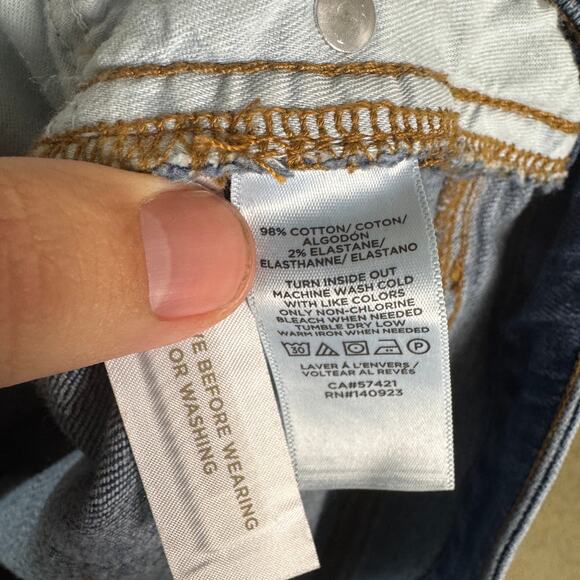 98% COTTON/ COTON/
ALGODÓN
2% ELASTANE/
ELASTHANNE/ ELASTANO
TURN INSIDE OUT
MACHINE WASH COLD
WITH LIKE COLORS
ONLY NON-CHLORINE
BLEACH WHEN NEEDED
TUMBLE DRY LOW
WARM IRON WHEN NEEDED
30 P
LAVER À L'ENVERS /
VOLTEAR AL REVÉS
CA#57421
RN#140923
BEFORE WEARING
OR WASHING